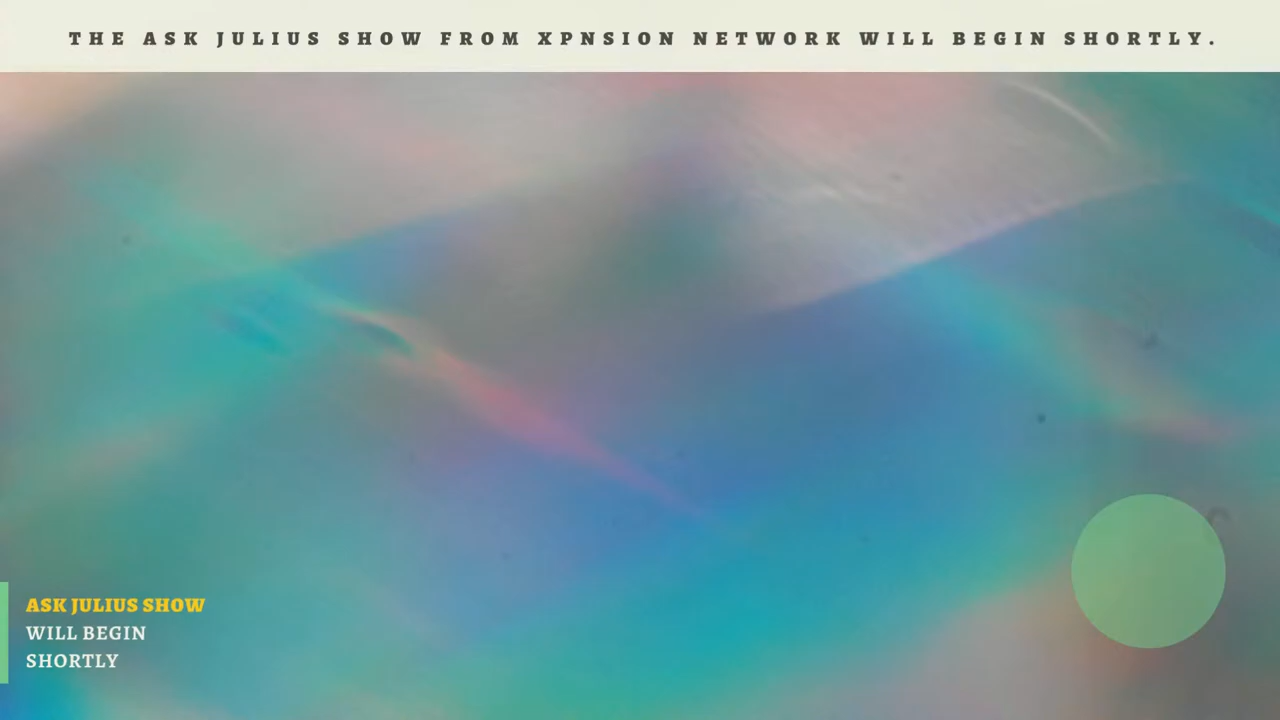 THE ASK JULIUS SHOW FROM XPNSION NETWORK WILL BEGIN SHORTLY.
ASK JULIUS SHOW
WILL BEGIN
SHORTLY